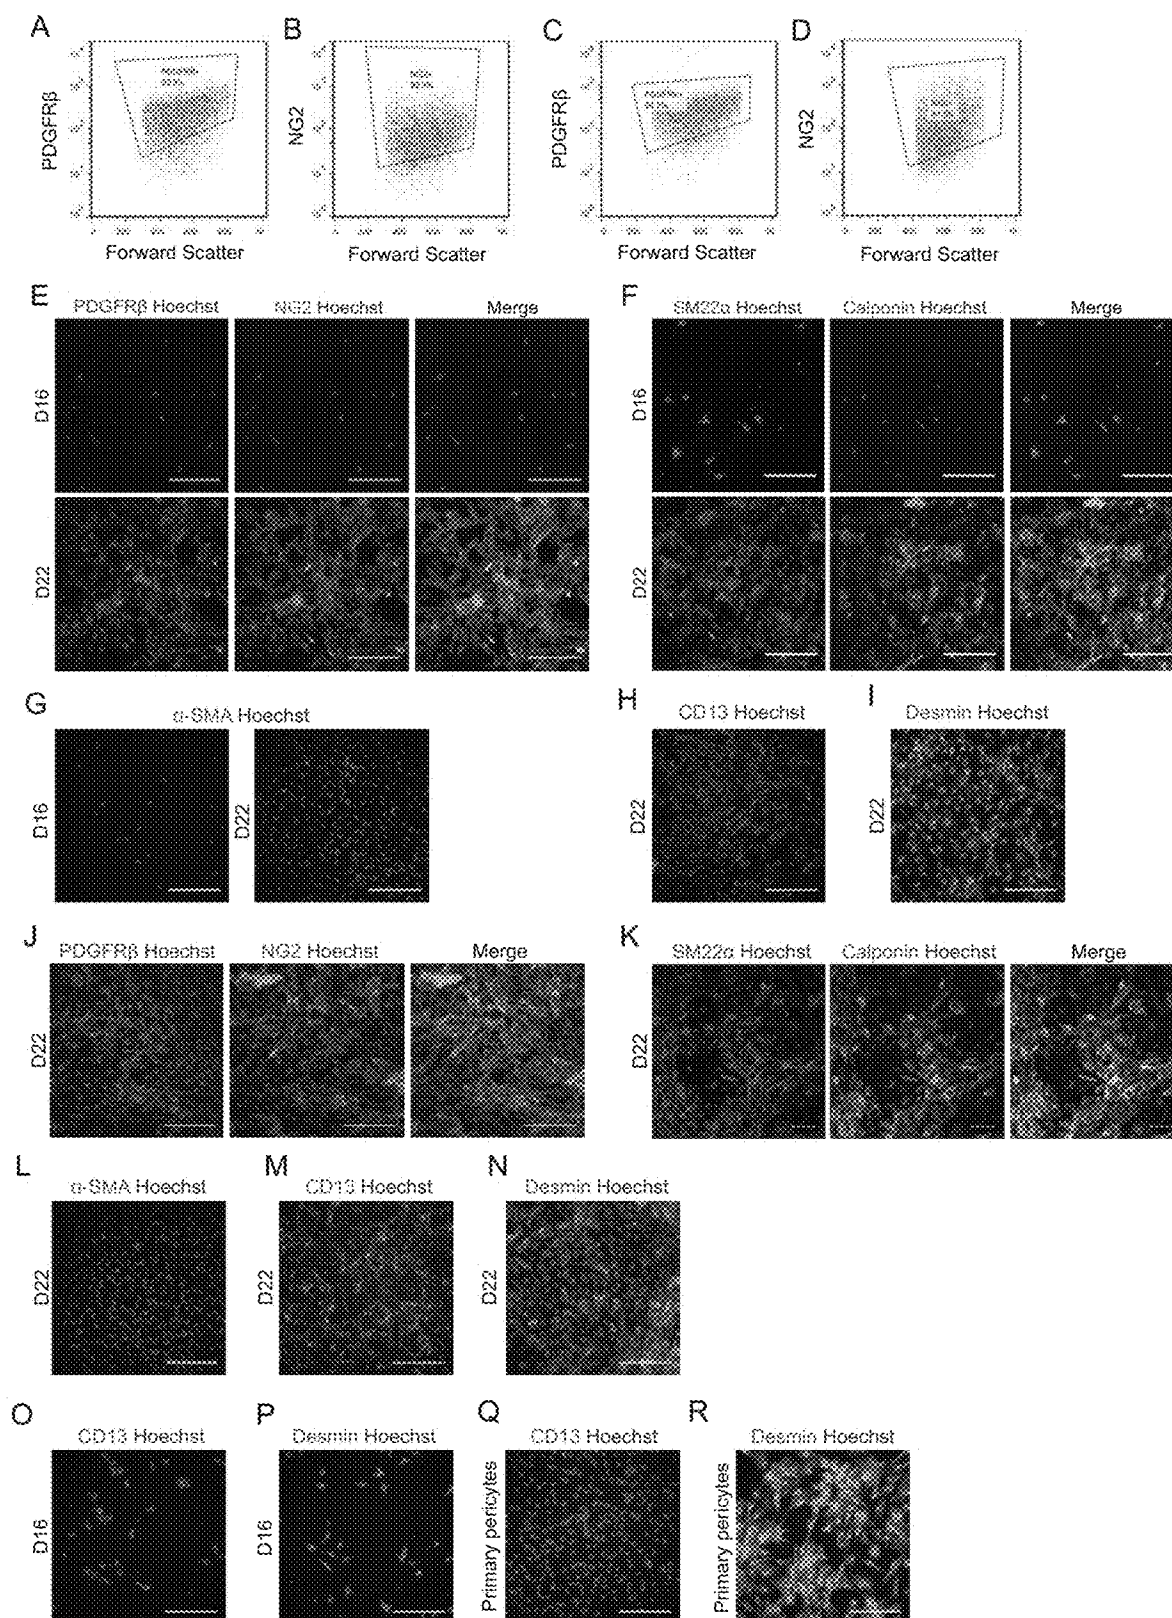 A B C D
PDGFRβ NG2 PDGFRβ NG2
Forward Scatter Forward Scatter Forward Scatter Forward Scatter
E F
PDGFRβ Hoechst NG2 Hoechst Merge SM22α Hoechst Calponin Hoechst Merge
D16 D16
D22 D22
G H I
α-SMA Hoechst CD13 Hoechst Desmin Hoechst
D16 D22 D22 D22
J K
PDGFRβ Hoechst NG2 Hoechst Merge SM22α Hoechst Calponin Hoechst Merge
D22 D22
L M N
α-SMA Hoechst CD13 Hoechst Desmin Hoechst
D22 D22 D22
O P Q R
CD13 Hoechst Desmin Hoechst CD13 Hoechst Desmin Hoechst
D16 D16 Primary pericytes Primary pericytes